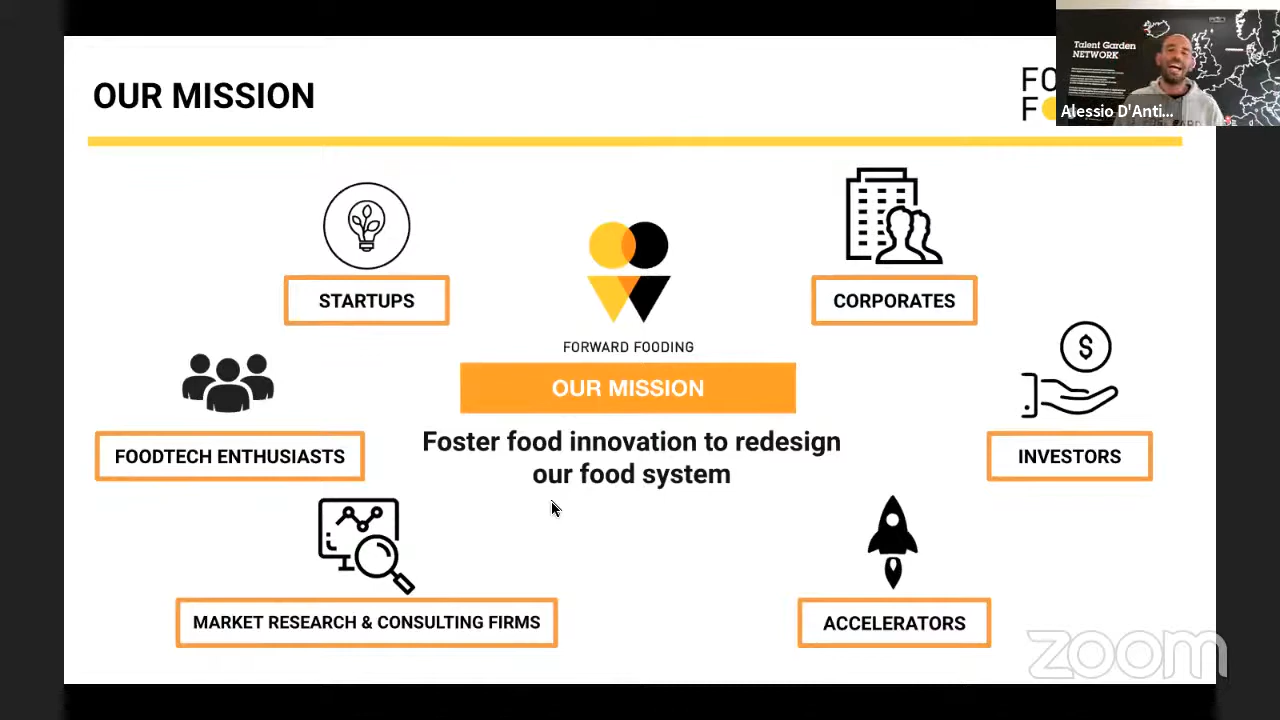 OUR MISSION
FO
F
Talent Garden
NETWORK
Alessio D'Anti...
STARTUPS
CORPORATES
$
FORWARD FOODING
OUR MISSION
FOODTECH ENTHUSIASTS
Foster food innovation to redesign
our food system
INVESTORS
MARKET RESEARCH & CONSULTING FIRMS
ACCELERATORS
zoom